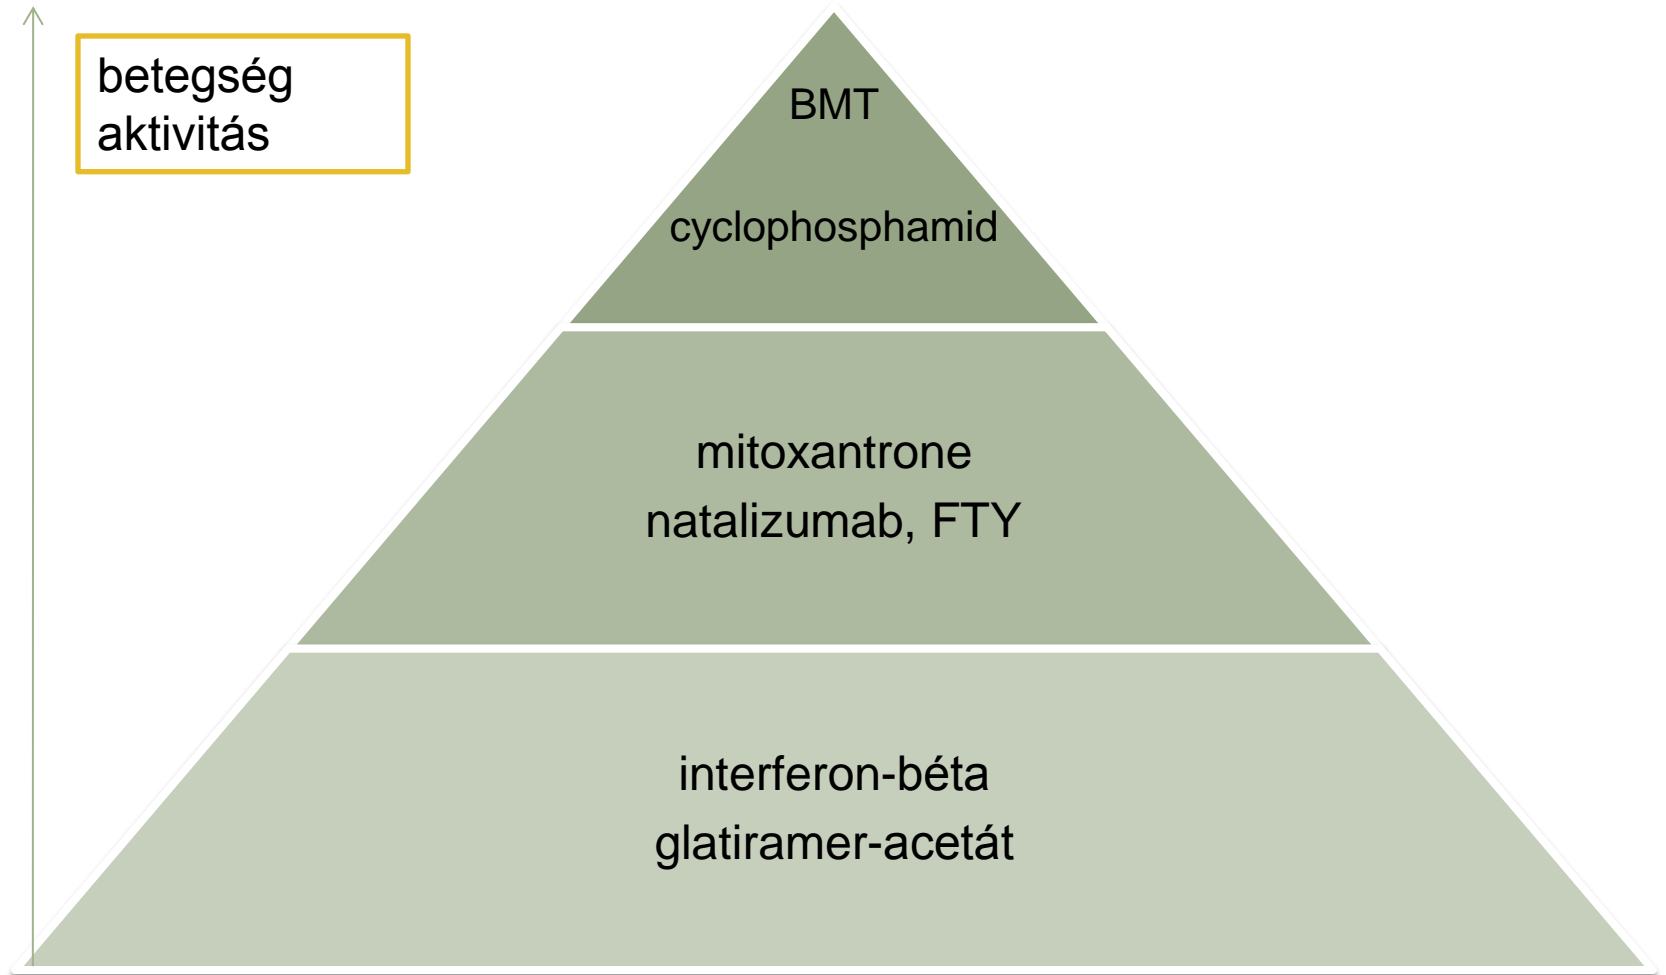 betegség
aktivitás
BMT
cyclophosphamid
mitoxantrone
natalizumab, FTY
interferon-béta
glatiramer-acetát